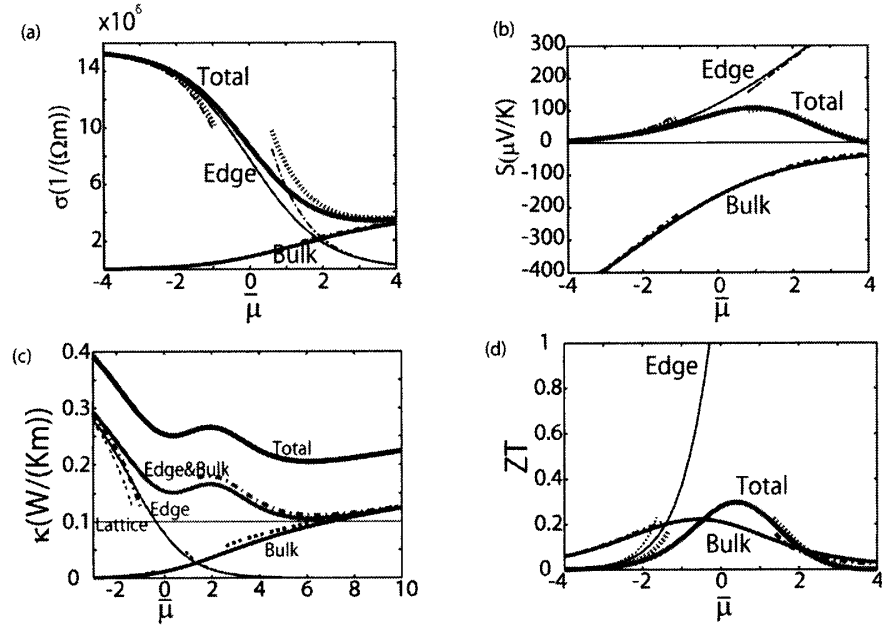 (a)
x10⁶
14
10
6
2
σ(1/(Ωm))
Total
Edge
Bulk
-4 -2 0 2 4
μ̄
(b)
300
200
100
0
-100
-200
-300
-400
S(μV/K)
Edge
Total
Bulk
-4 -2 0 2 4
μ̄
(c)
0.4
0.3
0.2
0.1
0
κ(W/(Km))
Total
Edge&Bulk
Edge
Lattice
Bulk
-2 0 2 4 6 8 10
μ̄
(d)
1
0.8
0.6
0.4
0.2
0
ZT
Edge
Total
Bulk
-4 -2 0 2 4
μ̄